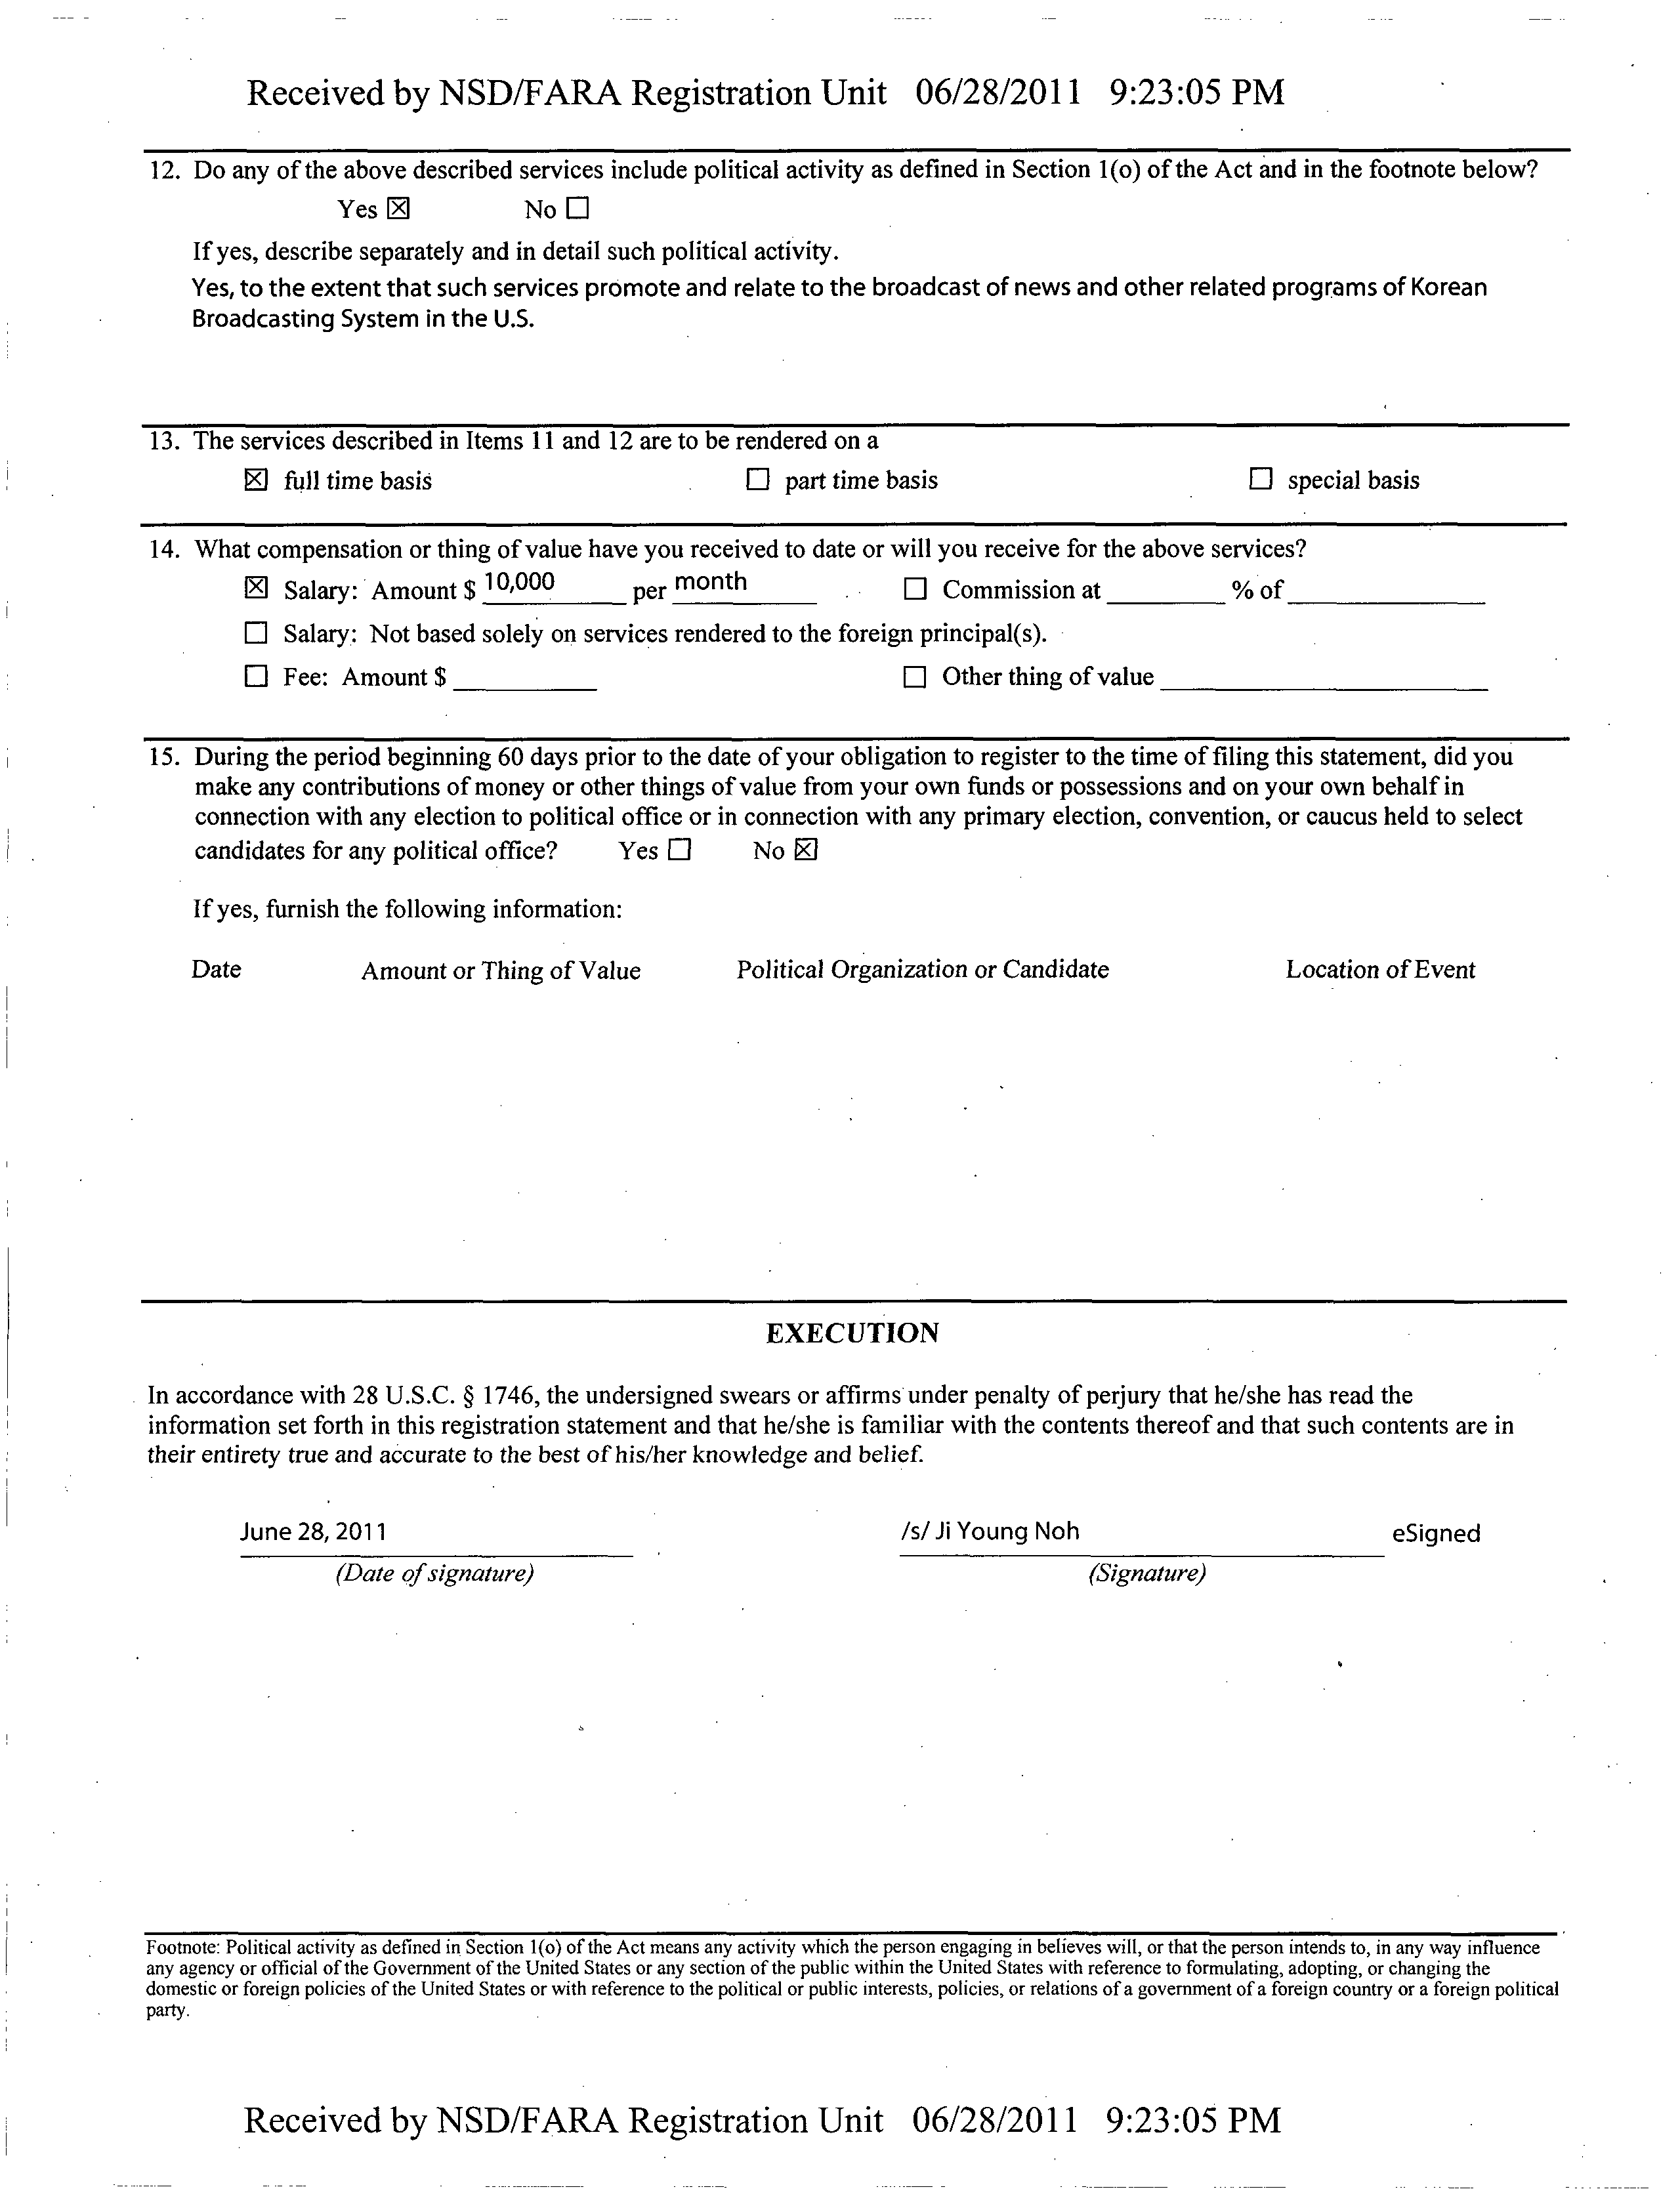 Received by NSD/FARA Registration Unit 06/28/2011 9:23:05 PM
12. Do any of the above described services include political activity as defined in Section 1(o) of the Act and in the footnote below?
Yes ☒ No ☐
If yes, describe separately and in detail such political activity.
Yes, to the extent that such services promote and relate to the broadcast of news and other related programs of Korean
Broadcasting System in the U.S.
13. The services described in Items 11 and 12 are to be rendered on a
☒ full time basis ☐ part time basis ☐ special basis
14. What compensation or thing of value have you received to date or will you receive for the above services?
☒ Salary: Amount $ 10,000 per month ☐ Commission at ________ % of ________
☐ Salary: Not based solely on services rendered to the foreign principal(s).
☐ Fee: Amount $ ________ ☐ Other thing of value ________
15. During the period beginning 60 days prior to the date of your obligation to register to the time of filing this statement, did you
make any contributions of money or other things of value from your own funds or possessions and on your own behalf in
connection with any election to political office or in connection with any primary election, convention, or caucus held to select
candidates for any political office? Yes ☐ No ☒
If yes, furnish the following information:
Date Amount or Thing of Value Political Organization or Candidate Location of Event
EXECUTION
In accordance with 28 U.S.C. § 1746, the undersigned swears or affirms under penalty of perjury that he/she has read the
information set forth in this registration statement and that he/she is familiar with the contents thereof and that such contents are in
their entirety true and accurate to the best of his/her knowledge and belief.
June 28, 2011 /s/ Ji Young Noh eSigned
(Date of signature) (Signature)
Footnote: Political activity as defined in Section 1(o) of the Act means any activity which the person engaging in believes will, or that the person intends to, in any way influence
any agency or official of the Government of the United States or any section of the public within the United States with reference to formulating, adopting, or changing the
domestic or foreign policies of the United States or with reference to the political or public interests, policies, or relations of a government of a foreign country or a foreign political
party.
Received by NSD/FARA Registration Unit 06/28/2011 9:23:05 PM